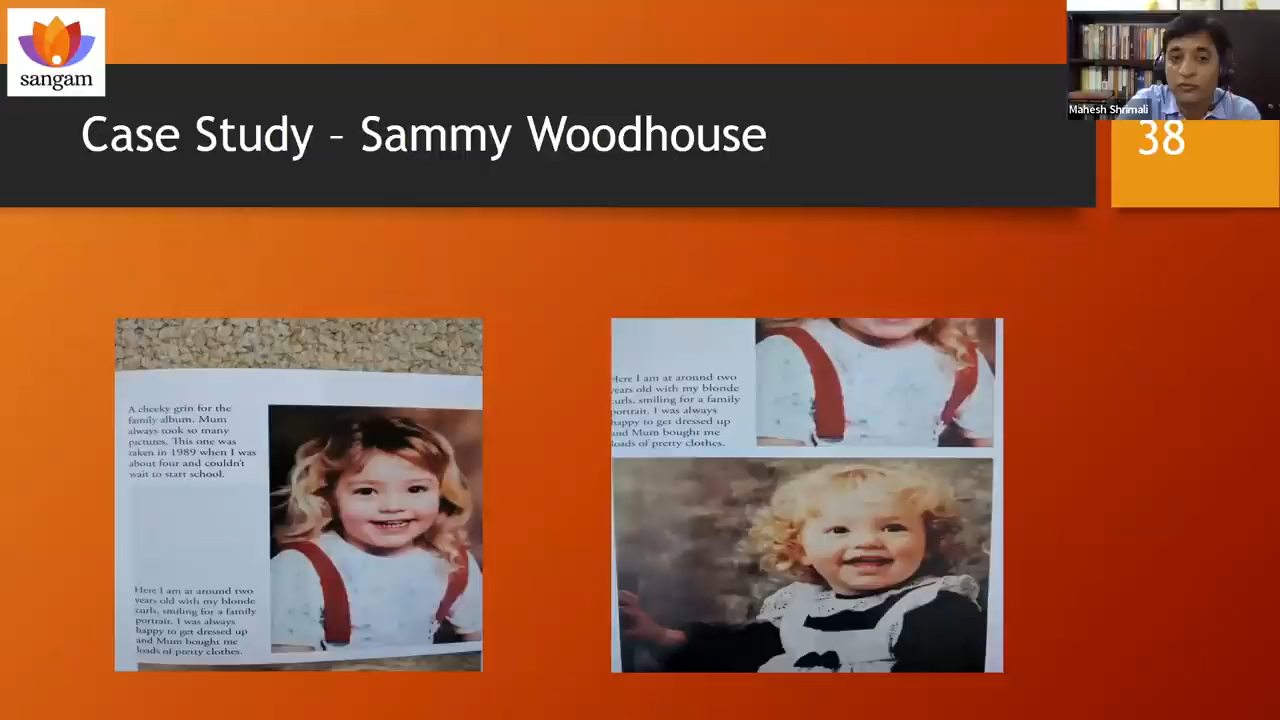 sangam
Case Study - Sammy Woodhouse
Mahesh Shrimali
38
A cheeky grin for the
family album. Mum
always took so many
pictures. This one was
taken in 1989 when I was
about four and couldn't
wait to start school.
Here I am at around two
years old with my blonde
curls, smiling for a family
portrait. I was always
happy to get dressed up
and Mum bought me
loads of pretty clothes.
Here I am at around two
years old with my blonde
curls, smiling for a family
portrait. I was always
happy to get dressed up
and Mum bought me
loads of pretty clothes.